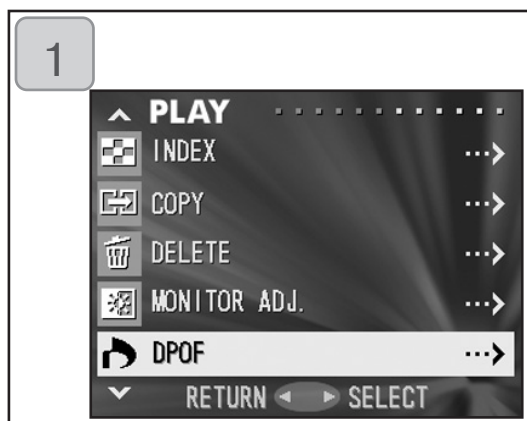 1
PLAY
INDEX
COPY
DELETE
MONITOR ADJ.
DPOF
RETURN SELECT